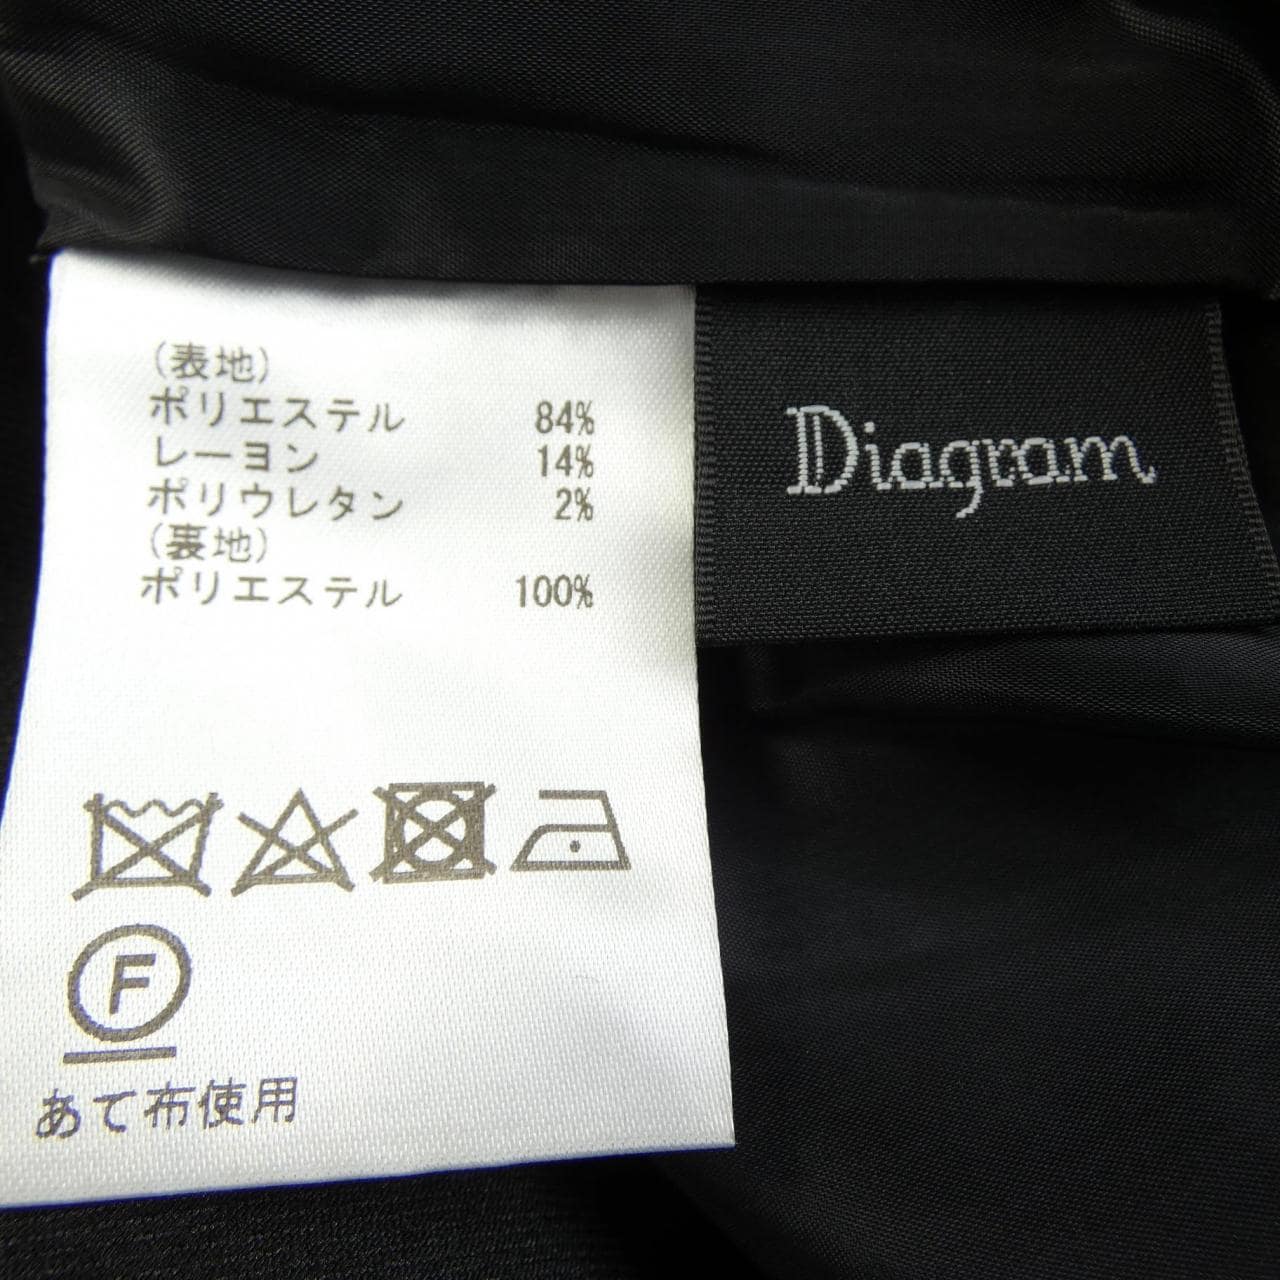 (表地)
ポリエステル 84%
レーヨン 14%
ポリウレタン 2%
(裏地)
ポリエステル 100%
F
あて布使用
Diagram